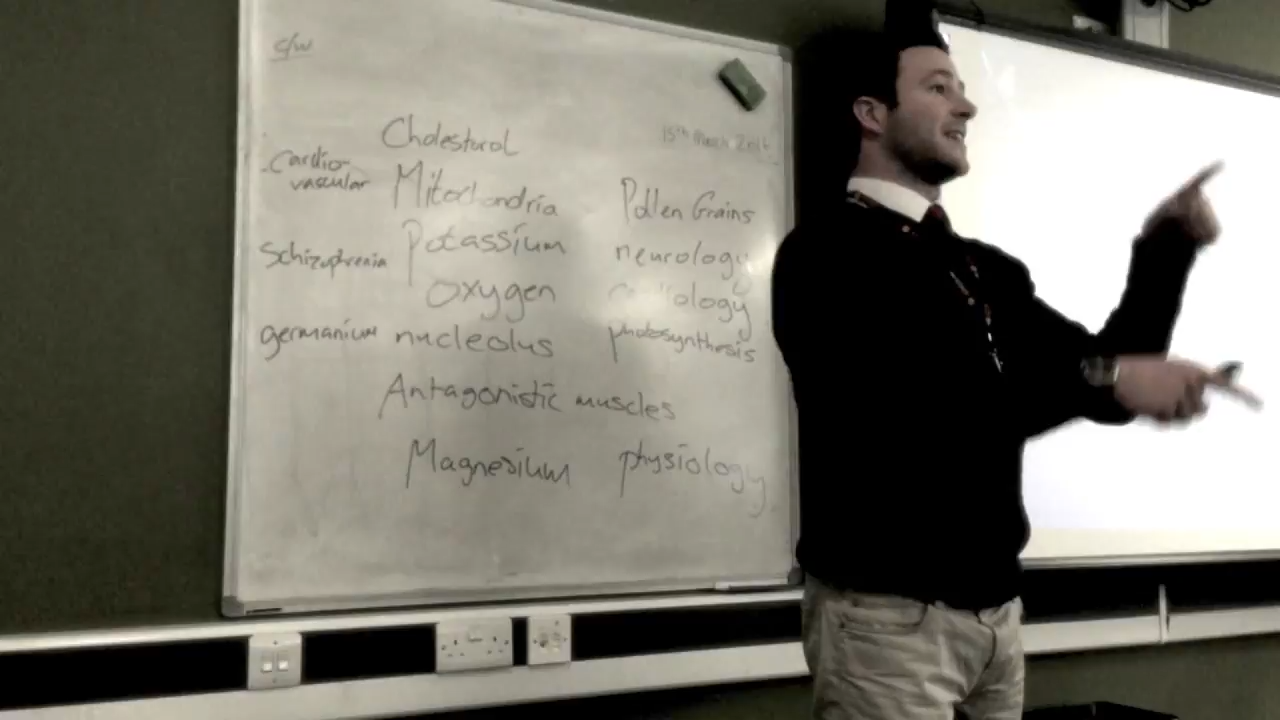 c/w
Cholesterol
15th March 2016
Cardio-
vascular
Mitochondria
Pollen Grains
Schizophrenia
Potassium
neurology
oxygen
cardiology
germanium
nucleolus
photosynthesis
Antagonistic muscles
Magnesium
physiology